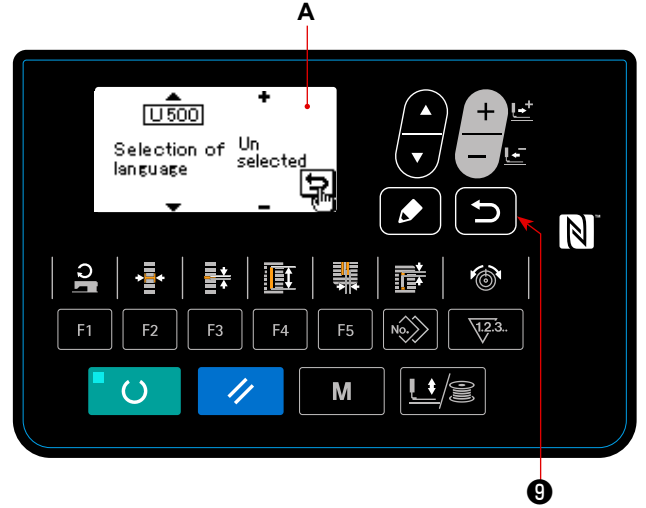 A
U500
Selection of
language
Un
selected
F1
F2
F3
F4
F5
No.
1.2.3..
M
9